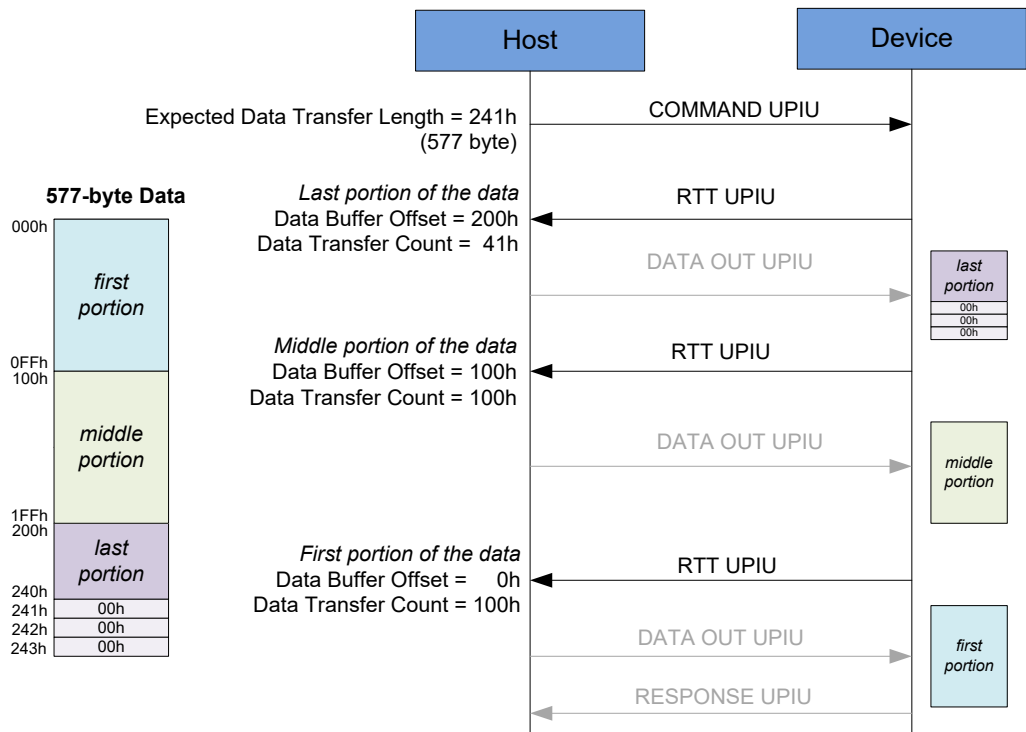 Host
Device
Expected Data Transfer Length = 241h
(577 byte)
COMMAND UPIU
577-byte Data
000h
first
portion
0FFh
100h
middle
portion
1FFh
200h
last
portion
240h
241h
00h
242h
00h
243h
00h
Last portion of the data
Data Buffer Offset = 200h
Data Transfer Count = 41h
RTT UPIU
DATA OUT UPIU
last
portion
00h
00h
00h
Middle portion of the data
Data Buffer Offset = 100h
Data Transfer Count = 100h
RTT UPIU
DATA OUT UPIU
middle
portion
First portion of the data
Data Buffer Offset = 0h
Data Transfer Count = 100h
RTT UPIU
DATA OUT UPIU
first
portion
RESPONSE UPIU